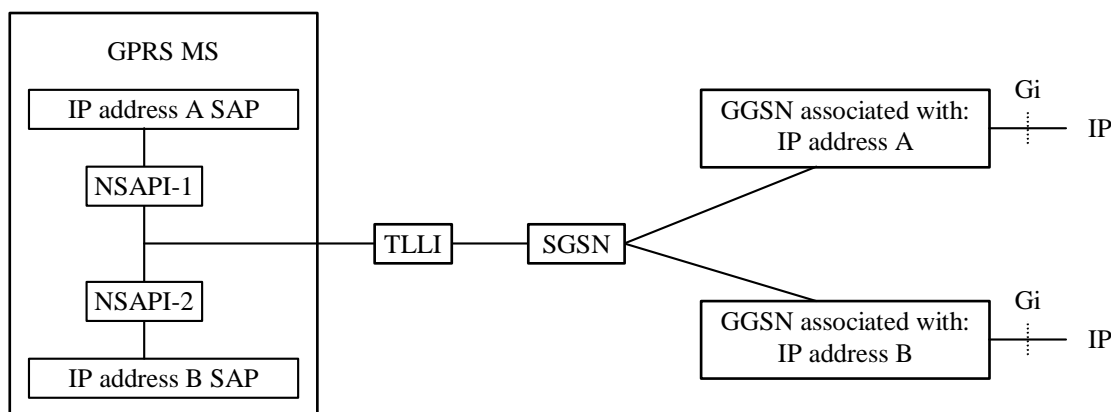 GPRS MS
IP address A SAP
NSAPI-1
NSAPI-2
IP address B SAP
TLLI
SGSN
GGSN associated with:
IP address A
Gi
IP
GGSN associated with:
IP address B
Gi
IP